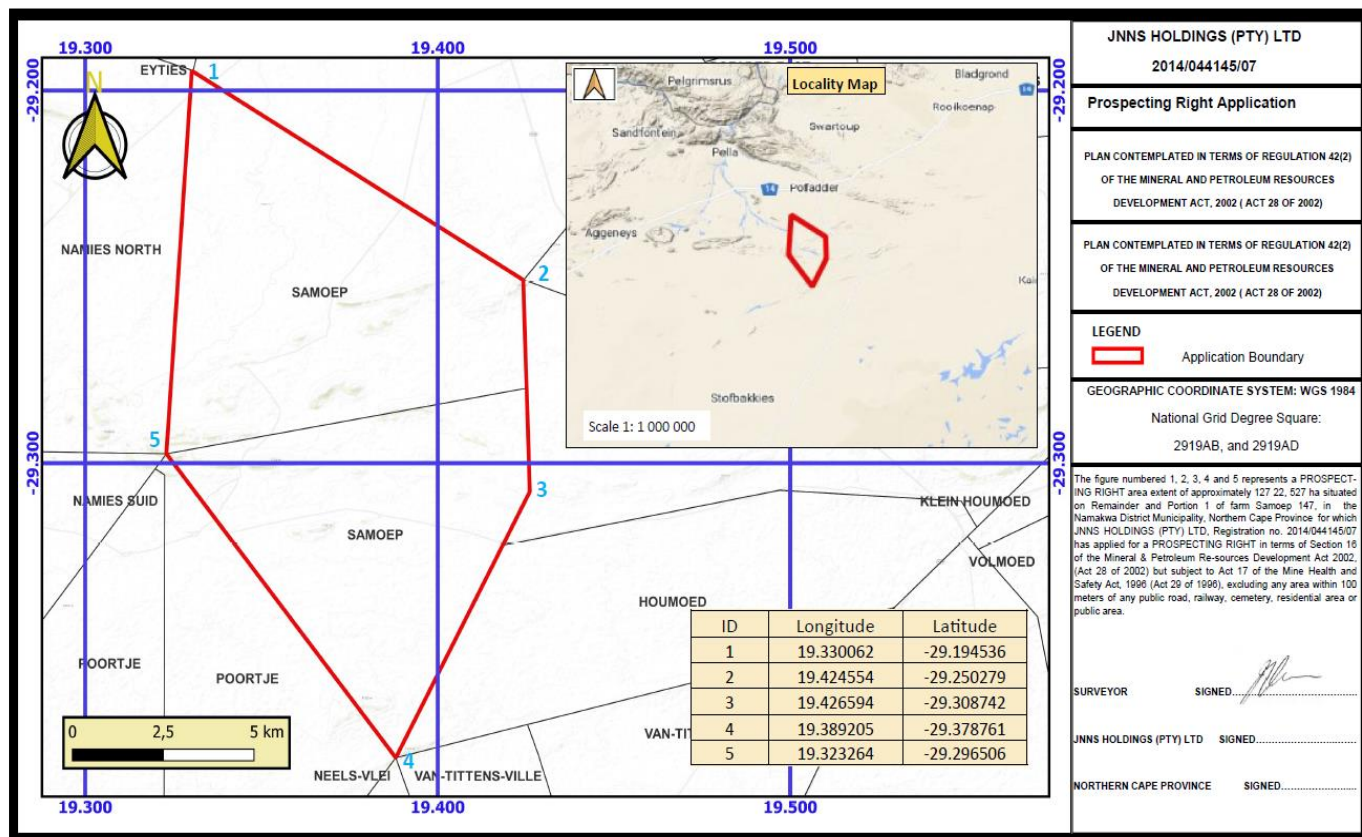 19.300
19.400
19.500
-29.200
-29.200
N
EYTIES
1
NAMIES NORTH
SAMOEP
2
5
-29.300
-29.300
3
NAMIES SUID
SAMOEP
KLEIN HOUMOED
VOLMOED
HOUMOED
POORTJE
POORTJE
VAN-TIT
4
NEELS-VLEI
VAN-TITTENS-VILLE
0 2,5 5 km
19.300
19.400
19.500
Locality Map
Pelgrimsrus
Bladgrond
14
Rooikoenap
Sandfontein
Swartoup
Pella
14
Pofadder
Aggeneys
Kai
Stofbakkies
Scale 1: 1 000 000
ID Longitude Latitude
1 19.330062 -29.194536
2 19.424554 -29.250279
3 19.426594 -29.308742
4 19.389205 -29.378761
5 19.323264 -29.296506
JNNS HOLDINGS (PTY) LTD
2014/044145/07
Prospecting Right Application
PLAN CONTEMPLATED IN TERMS OF REGULATION 42(2)
OF THE MINERAL AND PETROLEUM RESOURCES
DEVELOPMENT ACT, 2002 ( ACT 28 OF 2002)
PLAN CONTEMPLATED IN TERMS OF REGULATION 42(2)
OF THE MINERAL AND PETROLEUM RESOURCES
DEVELOPMENT ACT, 2002 ( ACT 28 OF 2002)
LEGEND
Application Boundary
GEOGRAPHIC COORDINATE SYSTEM: WGS 1984
National Grid Degree Square:
2919AB, and 2919AD
The figure numbered 1, 2, 3, 4 and 5 represents a PROSPECT-
ING RIGHT area extent of approximately 127 22, 527 ha situated
on Remainder and Portion 1 of farm Samoep 147, in the
Namakwa District Municipality, Northern Cape Province for which
JNNS HOLDINGS (PTY) LTD, Registration no. 2014/044145/07
has applied for a PROSPECTING RIGHT in terms of Section 16
of the Mineral & Petroleum Re-sources Development Act 2002,
(Act 28 of 2002) but subject to Act 17 of the Mine Health and
Safety Act, 1996 (Act 29 of 1996), excluding any area within 100
meters of any public road, railway, cemetery, residential area or
public area.
SURVEYOR SIGNED................................
JNNS HOLDINGS (PTY) LTD SIGNED................................
NORTHERN CAPE PROVINCE SIGNED....................